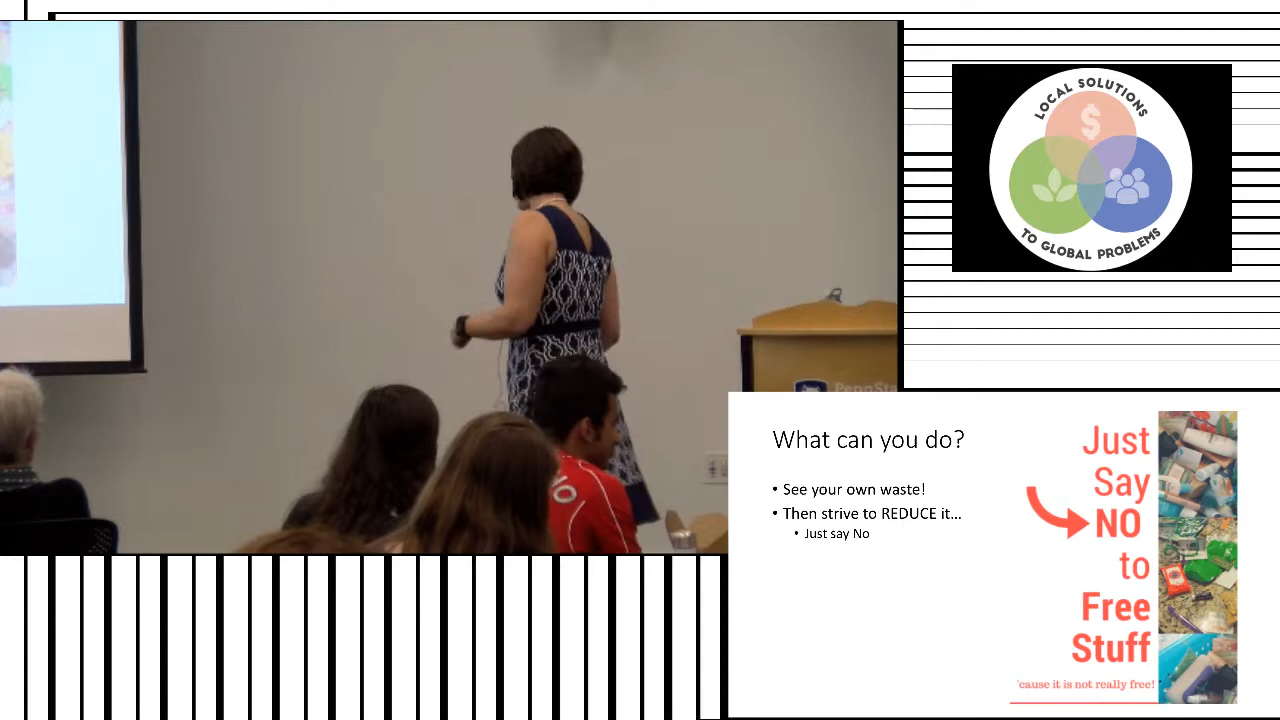 LOCAL SOLUTIONS
TO GLOBAL PROBLEMS
PennSta
What can you do?
• See your own waste!
• Then strive to REDUCE it...
• Just say No
Just
Say
NO
to
Free
Stuff
'cause it is not really free!